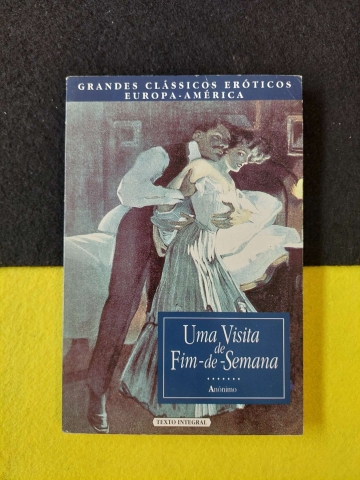 GRANDES CLÁSSICOS ERÓTICOS
EUROPA-AMÉRICA
Uma Visita
de
Fim-de-Semana
Anónimo
TEXTO INTEGRAL